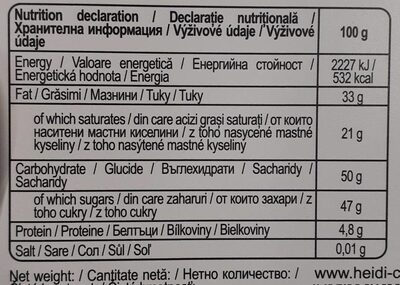 Nutrition declaration / Declarație nutrițională /
Хранителна информация / Výživové údaje / Výživové
údaje
100 g
Energy / Valoare energetică / Енергийна стойност /
Energetická hodnota / Enérgia
2227 kJ /
532 kcal
Fat / Grăsimi / Мазнини / Tuky / Tuky
33 g
of which saturates / din care acizi grași saturați / от които
наситени мастни киселини / z toho nasycené mastné
kyseliny / z toho nasýtené mastné kyseliny
21 g
Carbohydrate / Glucide / Въглехидрати / Sacharidy /
Sacharidy
50 g
of which sugars / din care zaharuri / от които захари / z
toho cukry / z toho cukry
47 g
Protein / Proteine / Белтъци / Bílkoviny / Bielkoviny
4,8 g
Salt / Sare / Сол / Sůl / Soľ
0,01 g
Net weight: / Cantitate netă: / Нетно количество: /
www.heidi-c